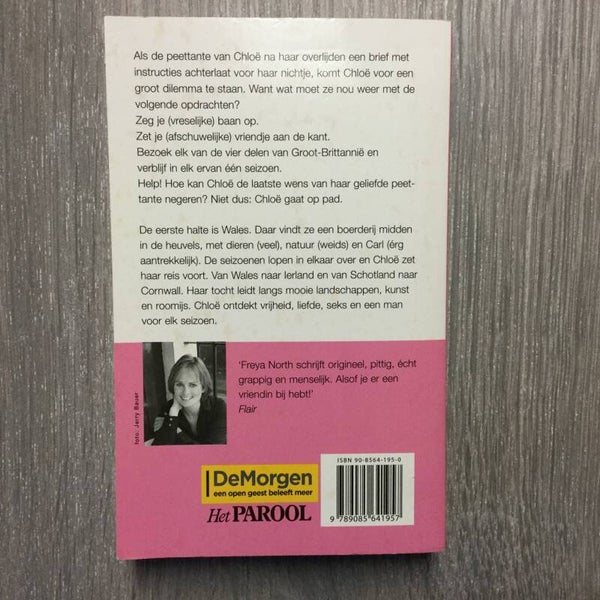 Als de peettante van Chloë na haar overlijden een brief met
instructies achterlaat voor haar nichtje, komt Chloë voor een
groot dilemma te staan. Want wat moet ze nou weer met de
volgende opdrachten?
Zeg je (vreselijke) baan op.
Zet je (afschuwelijke) vriendje aan de kant.
Bezoek elk van de vier delen van Groot-Brittannië en
verblijf in elk ervan één seizoen.
Help! Hoe kan Chloë de laatste wens van haar geliefde peet-
tante negeren? Niet dus: Chloë gaat op pad.
De eerste halte is Wales. Daar vindt ze een boerderij midden
in de heuvels, met dieren (veel), natuur (weids) en Carl (érg
aantrekkelijk). De seizoenen lopen in elkaar over en Chloë zet
haar reis voort. Van Wales naar Ierland en van Schotland naar
Cornwall. Haar tocht leidt langs mooie landschappen, kunst
en roomijs. Chloë ontdekt vrijheid, liefde, seks en een man
voor elk seizoen.
foto: Jerry Bauer
'Freya North schrijft origineel, pittig, écht
grappig en menselijk. Alsof je er een
vriendin bij hebt!'
Flair
DeMorgen
een open geest beleeft meer
Het PAROOL
ISBN 90-8564-195-0
9 789085 641957